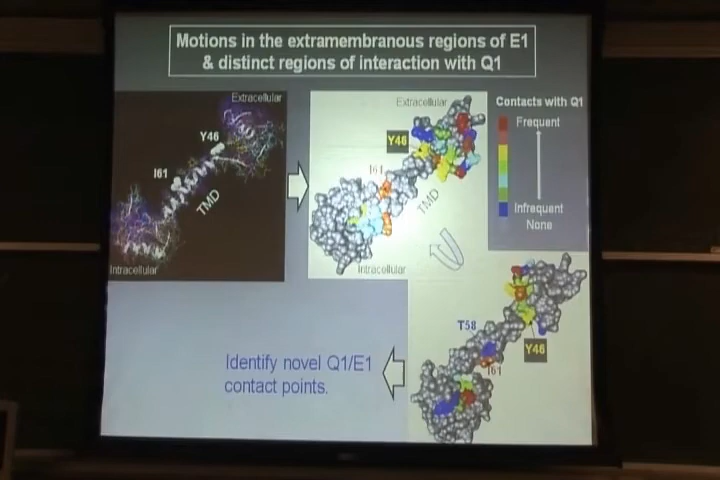 Motions in the extramembranous regions of E1
& distinct regions of interaction with Q1
Extracellular
Y46
I61
TMD
Intracellular
Extracellular
Y46
I61
TMD
Intracellular
Contacts with Q1
Frequent
Infrequent
None
T58
Y46
I61
Identify novel Q1/E1
contact points.